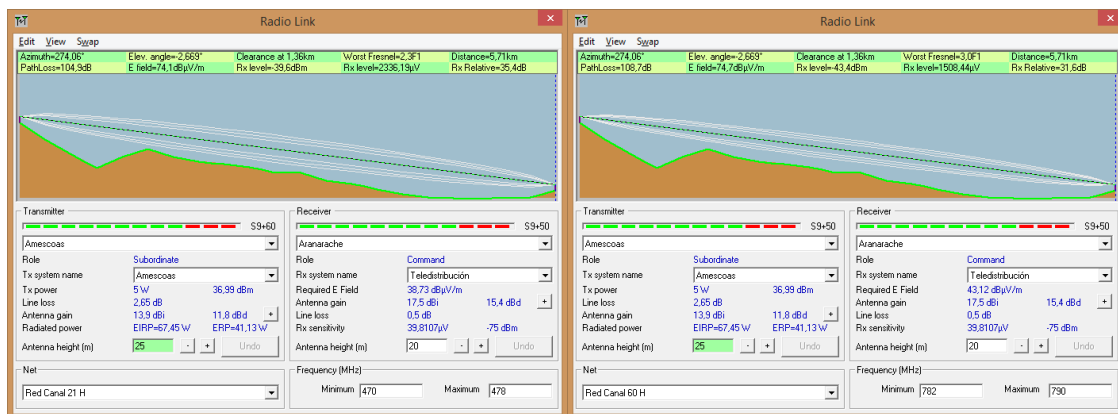 Radio Link
Edit View Swap
Azimuth=274,06° Elev. angle=-2,669° Clearance at 1,36km Worst Fresnel=2,3F1 Distance=5,71km
PathLoss=104,9dB E field=74,1dBµV/m Rx level=-39,6dBm Rx level=2336,19µV Rx Relative=35,4dB
Transmitter
S9+60
Amescoas
Role Subordinate
Tx system name Amescoas
Tx power 5 W 36,99 dBm
Line loss 2,65 dB
Antenna gain 13,9 dBi 11,8 dBd +
Radiated power EIRP=67,45 W ERP=41,13 W
Antenna height (m) 25 - + Undo
Receiver
S9+50
Aranarache
Role Command
Rx system name Teledistribución
Required E Field 38,73 dBµV/m
Antenna gain 17,5 dBi 15,4 dBd +
Line loss 0,5 dB
Rx sensitivity 39,8107µV -75 dBm
Antenna height (m) 20 - + Undo
Net
Red Canal 21 H
Frequency (MHz)
Minimum 470 Maximum 478
Radio Link
Edit View Swap
Azimuth=274,06° Elev. angle=-2,669° Clearance at 1,36km Worst Fresnel=3,0F1 Distance=5,71km
PathLoss=108,7dB E field=74,7dBµV/m Rx level=-43,4dBm Rx level=1508,44µV Rx Relative=31,6dB
Transmitter
S9+50
Amescoas
Role Subordinate
Tx system name Amescoas
Tx power 5 W 36,99 dBm
Line loss 2,65 dB
Antenna gain 13,9 dBi 11,8 dBd +
Radiated power EIRP=67,45 W ERP=41,13 W
Antenna height (m) 25 - + Undo
Receiver
S9+50
Aranarache
Role Command
Rx system name Teledistribución
Required E Field 43,12 dBµV/m
Antenna gain 17,5 dBi 15,4 dBd +
Line loss 0,5 dB
Rx sensitivity 39,8107µV -75 dBm
Antenna height (m) 20 - + Undo
Net
Red Canal 60 H
Frequency (MHz)
Minimum 782 Maximum 790